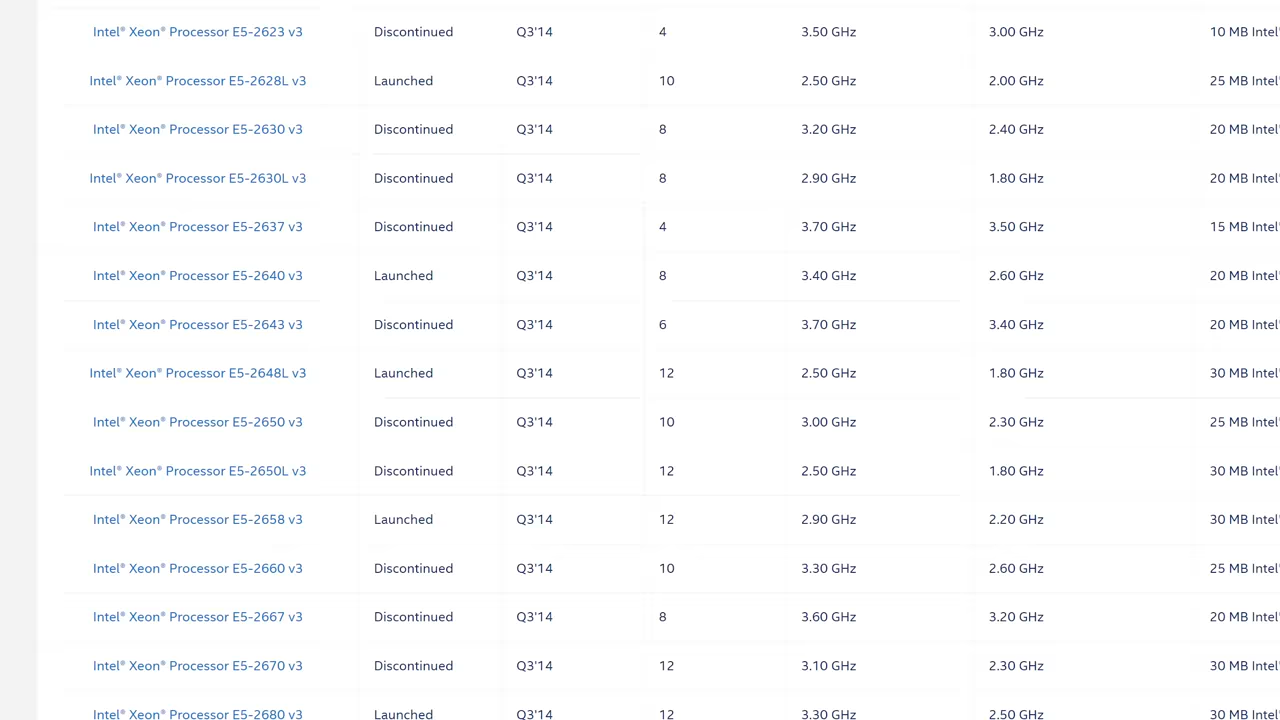 Intel® Xeon® Processor E5-2623 v3 Discontinued Q3'14 4 3.50 GHz 3.00 GHz 10 MB Intel®
Intel® Xeon® Processor E5-2628L v3 Launched Q3'14 10 2.50 GHz 2.00 GHz 25 MB Intel®
Intel® Xeon® Processor E5-2630 v3 Discontinued Q3'14 8 3.20 GHz 2.40 GHz 20 MB Intel®
Intel® Xeon® Processor E5-2630L v3 Discontinued Q3'14 8 2.90 GHz 1.80 GHz 20 MB Intel®
Intel® Xeon® Processor E5-2637 v3 Discontinued Q3'14 4 3.70 GHz 3.50 GHz 15 MB Intel®
Intel® Xeon® Processor E5-2640 v3 Launched Q3'14 8 3.40 GHz 2.60 GHz 20 MB Intel®
Intel® Xeon® Processor E5-2643 v3 Discontinued Q3'14 6 3.70 GHz 3.40 GHz 20 MB Intel®
Intel® Xeon® Processor E5-2648L v3 Launched Q3'14 12 2.50 GHz 1.80 GHz 30 MB Intel®
Intel® Xeon® Processor E5-2650 v3 Discontinued Q3'14 10 3.00 GHz 2.30 GHz 25 MB Intel®
Intel® Xeon® Processor E5-2650L v3 Discontinued Q3'14 12 2.50 GHz 1.80 GHz 30 MB Intel®
Intel® Xeon® Processor E5-2658 v3 Launched Q3'14 12 2.90 GHz 2.20 GHz 30 MB Intel®
Intel® Xeon® Processor E5-2660 v3 Discontinued Q3'14 10 3.30 GHz 2.60 GHz 25 MB Intel®
Intel® Xeon® Processor E5-2667 v3 Discontinued Q3'14 8 3.60 GHz 3.20 GHz 20 MB Intel®
Intel® Xeon® Processor E5-2670 v3 Discontinued Q3'14 12 3.10 GHz 2.30 GHz 30 MB Intel®
Intel® Xeon® Processor E5-2680 v3 Launched Q3'14 12 3.30 GHz 2.50 GHz 30 MB Intel®